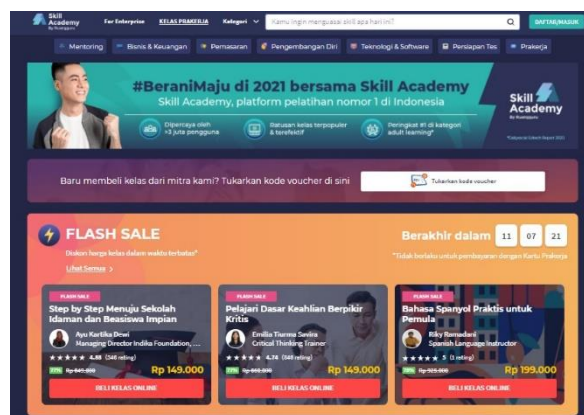 Skill Academy
By Ruangguru
For Enterprise
KELAS PRAKERJA
Kategori
Kamu ingin menguasai skill apa hari ini?
DAFTAR/MASUK
Mentoring
Bisnis & Keuangan
Pemasaran
Pengembangan Diri
Teknologi & Software
Persiapan Tes
Prakerja
#BeraniMaju di 2021 bersama Skill Academy
Skill Academy, platform pelatihan nomor 1 di Indonesia
Dipercaya oleh
>3 juta pengguna
Ratusan kelas terpopuler
& terefektif
Peringkat #1 di kategori
adult learning*
Skill
Academy
By Ruangguru
Baru membeli kelas dari mitra kami? Tukarkan kode voucher di sini
Tukarkan kode voucher
FLASH SALE
Diskon harga kelas dalam waktu terbatas*
Lihat Semua >
Berakhir dalam 11 07 21
*Tidak berlaku untuk pembayaran dengan Kartu Prakerja
FLASH SALE
Step by Step Menuju Sekolah
Idaman dan Beasiswa Impian
Ayu Kartika Dewi
Managing Director Indika Foundation, ...
Rp 149.000
BELI KELAS ONLINE
FLASH SALE
Pelajari Dasar Keahlian Berpikir
Kritis
Emilia Tiurma Savira
Critical Thinking Trainer
Rp 149.000
BELI KELAS ONLINE
FLASH SALE
Bahasa Spanyol Praktis untuk
Pemula
Riky Ramadani
Spanish Language Instructor
5 (1 rating)
Rp 199.000
BELI KELAS ONLINE